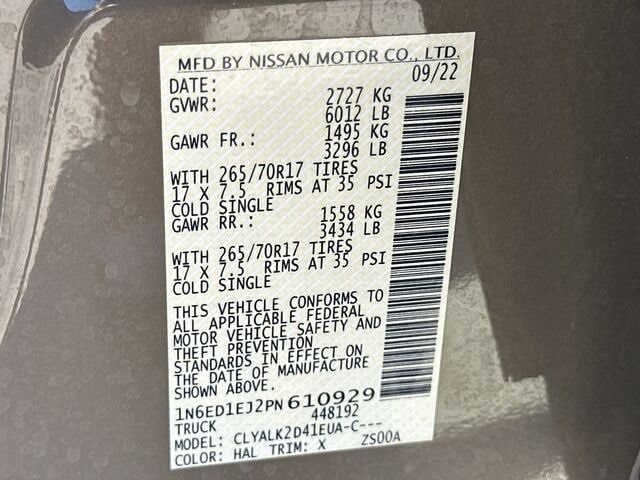 MFD BY NISSAN MOTOR CO., LTD.
DATE: 09/22
GVWR: 2727 KG
6012 LB
GAWR FR.: 1495 KG
3296 LB
WITH 265/70R17 TIRES
17 X 7.5 RIMS AT 35 PSI
COLD SINGLE
GAWR RR.: 1558 KG
3434 LB
WITH 265/70R17 TIRES
17 X 7.5 RIMS AT 35 PSI
COLD SINGLE
THIS VEHICLE CONFORMS TO
ALL APPLICABLE FEDERAL
MOTOR VEHICLE SAFETY AND
THEFT PREVENTION
STANDARDS IN EFFECT ON
THE DATE OF MANUFACTURE
SHOWN ABOVE.
1N6ED1EJ2PN610929
TRUCK 448192
MODEL: CLYALK2D41EUA-C---
COLOR: HAL TRIM: X ZS00A